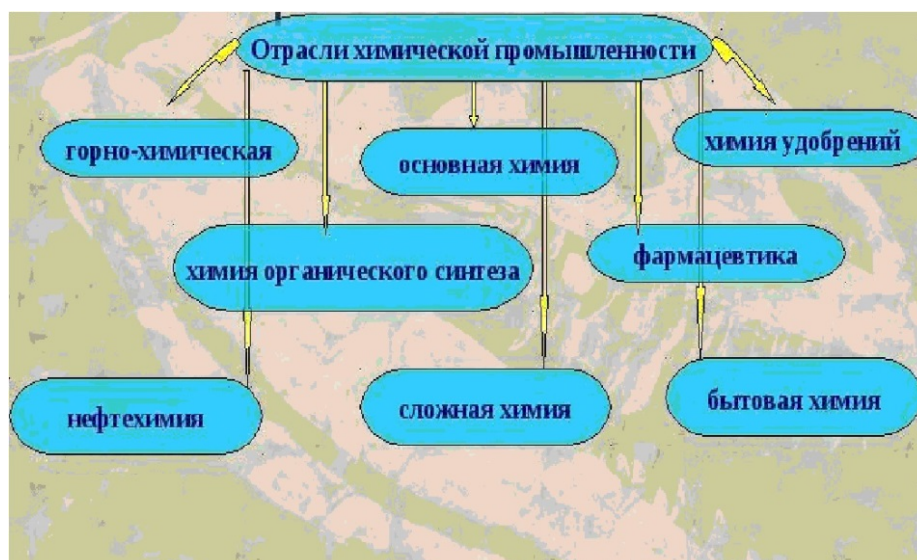 Отрасли химической промышленности
горно-химическая
основная химия
химия удобрений
химия органического синтеза
фармацевтика
нефтехимия
сложная химия
бытовая химия